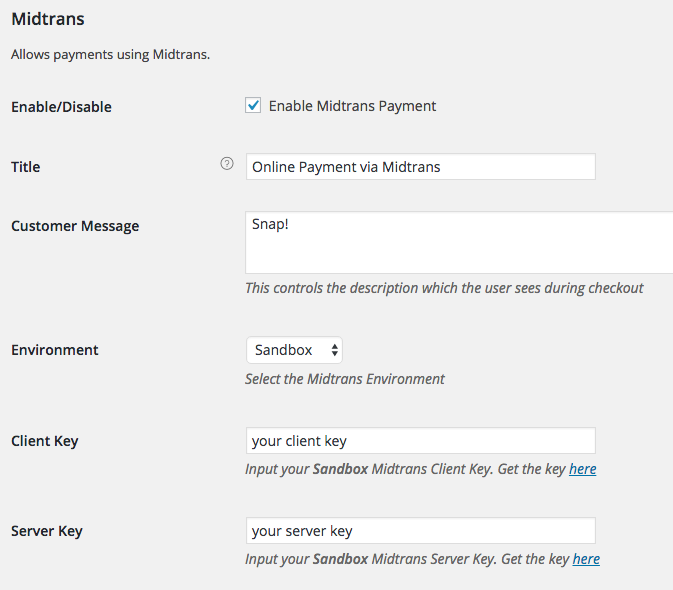 Midtrans
Allows payments using Midtrans.
Enable/Disable
Enable Midtrans Payment
Title
?
Online Payment via Midtrans
Customer Message
Snap!
This controls the description which the user sees during checkout
Environment
Sandbox
Select the Midtrans Environment
Client Key
your client key
Input your Sandbox Midtrans Client Key. Get the key here
Server Key
your server key
Input your Sandbox Midtrans Server Key. Get the key here